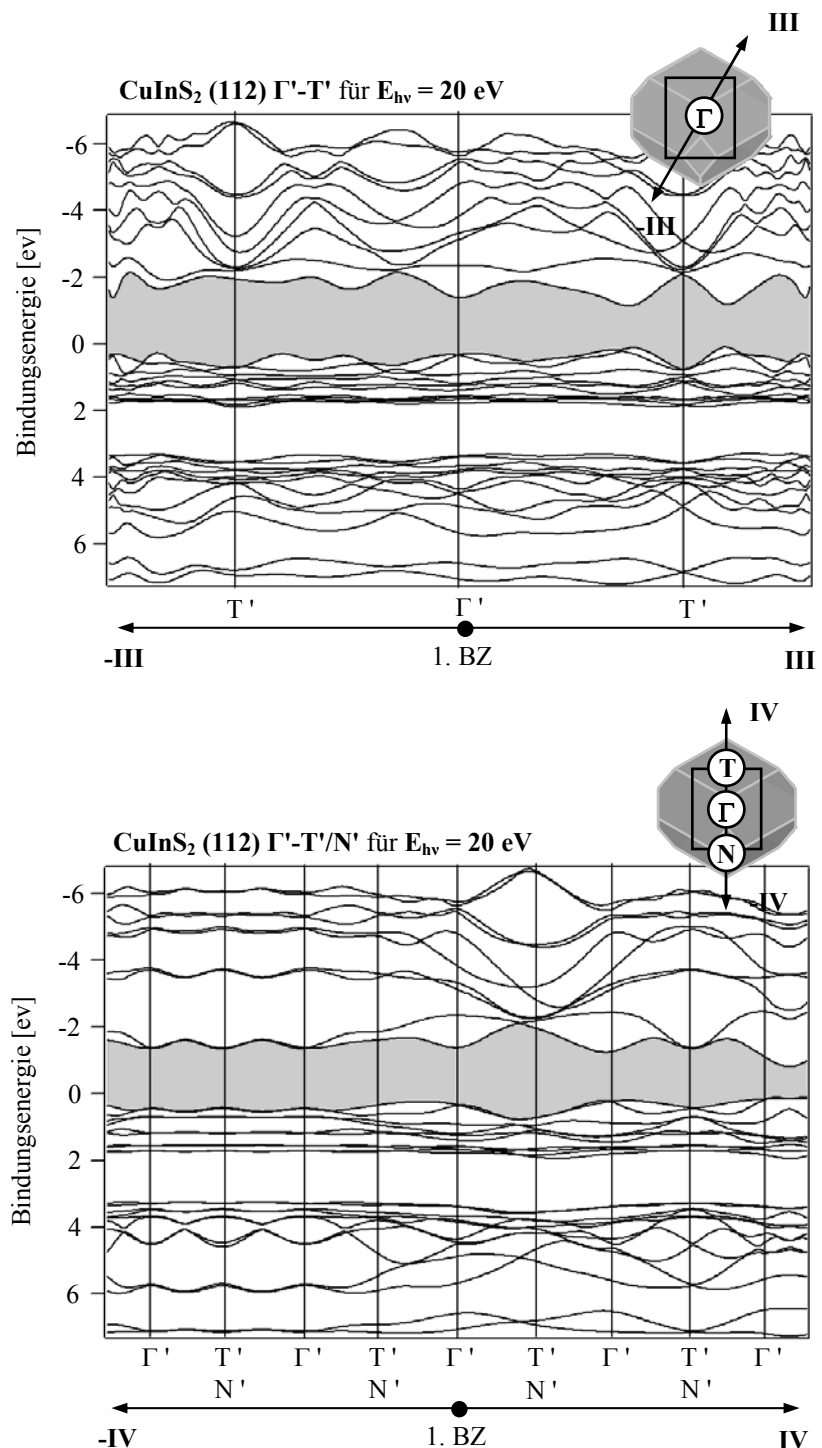 III
CuInS₂ (112) Γ'-T' für E_hν = 20 eV
Γ
-III
Bindungsenergie [ev]
-6
-4
-2
0
2
4
6
T ' Γ ' T '
-III 1. BZ III
IV
T
Γ
N
-IV
CuInS₂ (112) Γ'-T'/N' für E_hν = 20 eV
Bindungsenergie [ev]
-6
-4
-2
0
2
4
6
Γ ' T ' Γ ' T ' Γ ' T ' Γ ' T ' Γ '
N ' N ' N ' N '
-IV 1. BZ IV